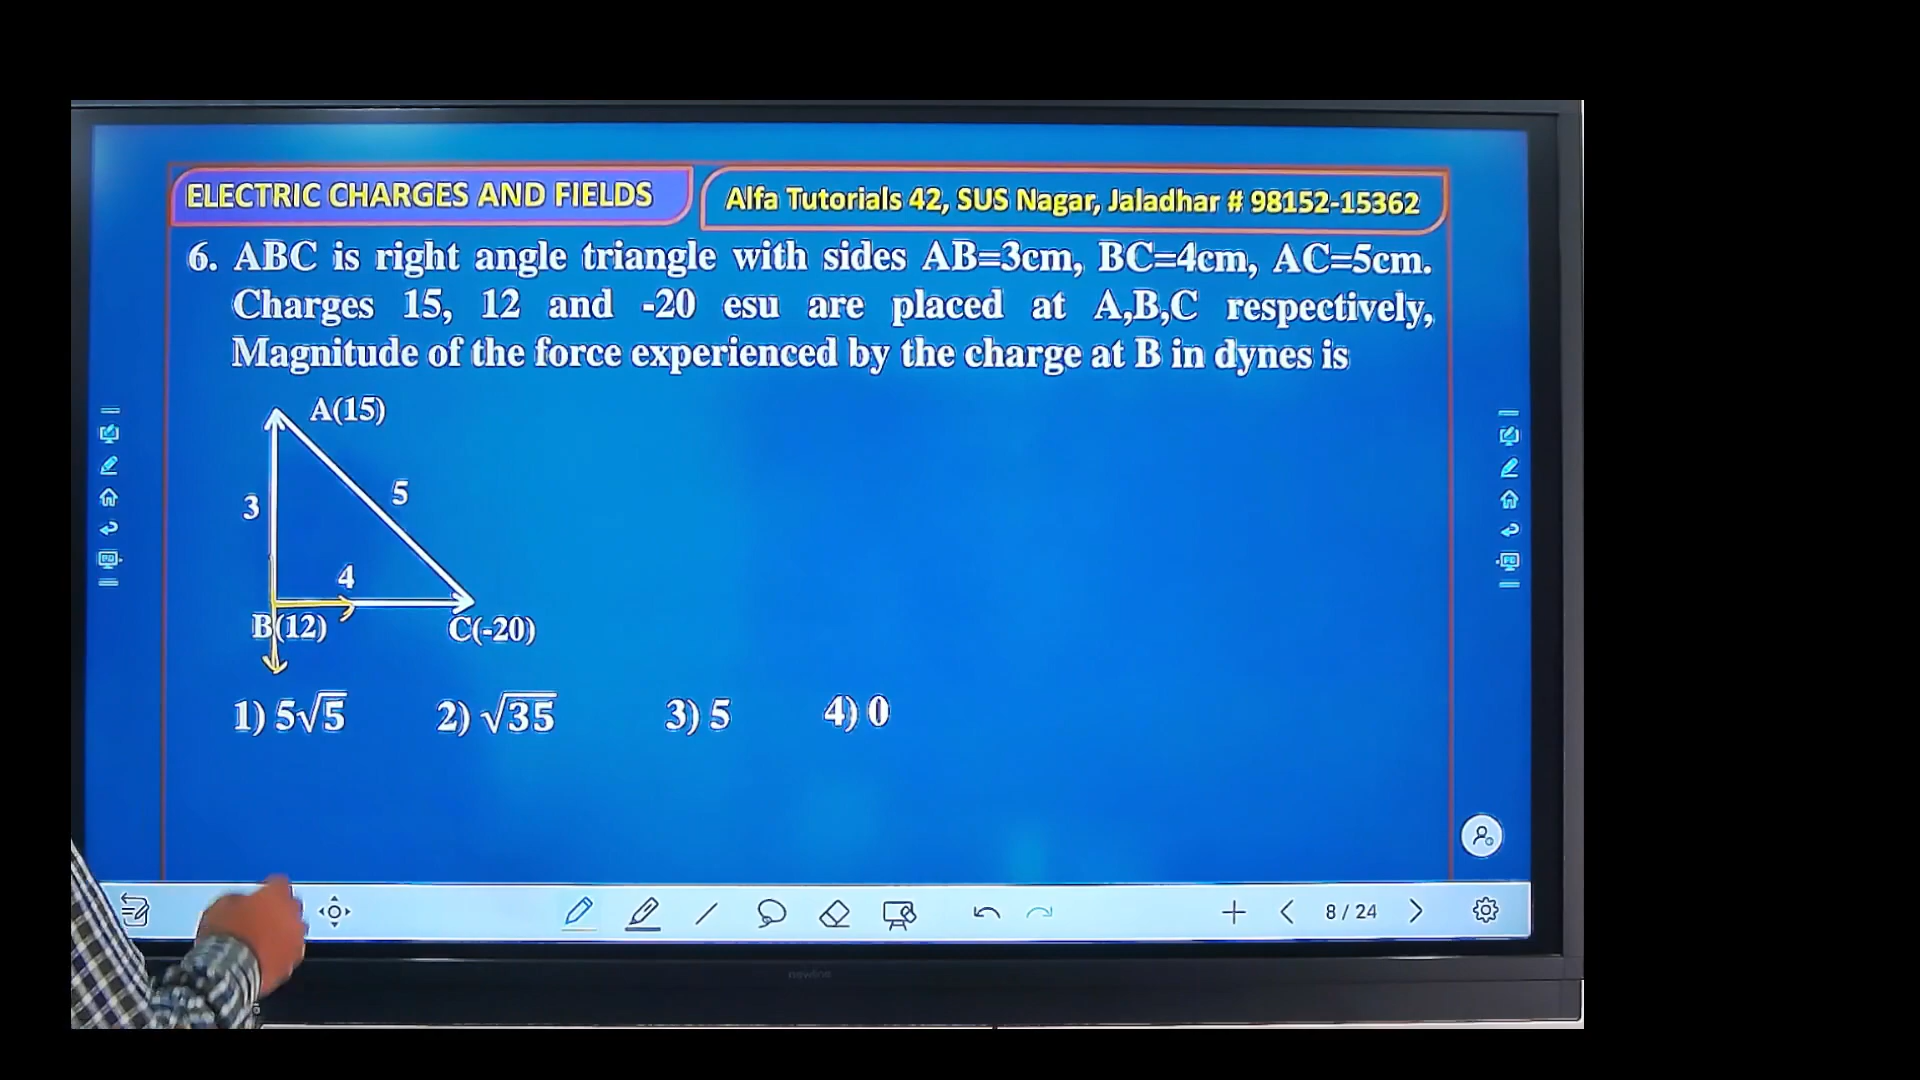 ELECTRIC CHARGES AND FIELDS
Alfa Tutorials 42, SUS Nagar, Jaladhar # 98152-15362
6. ABC is right angle triangle with sides AB=3cm, BC=4cm, AC=5cm.
Charges 15, 12 and -20 esu are placed at A,B,C respectively,
Magnitude of the force experienced by the charge at B in dynes is
A(15)
3
5
4
B(12)
C(-20)
1) 5√5 2) √35 3) 5 4) 0
8 / 24
newline